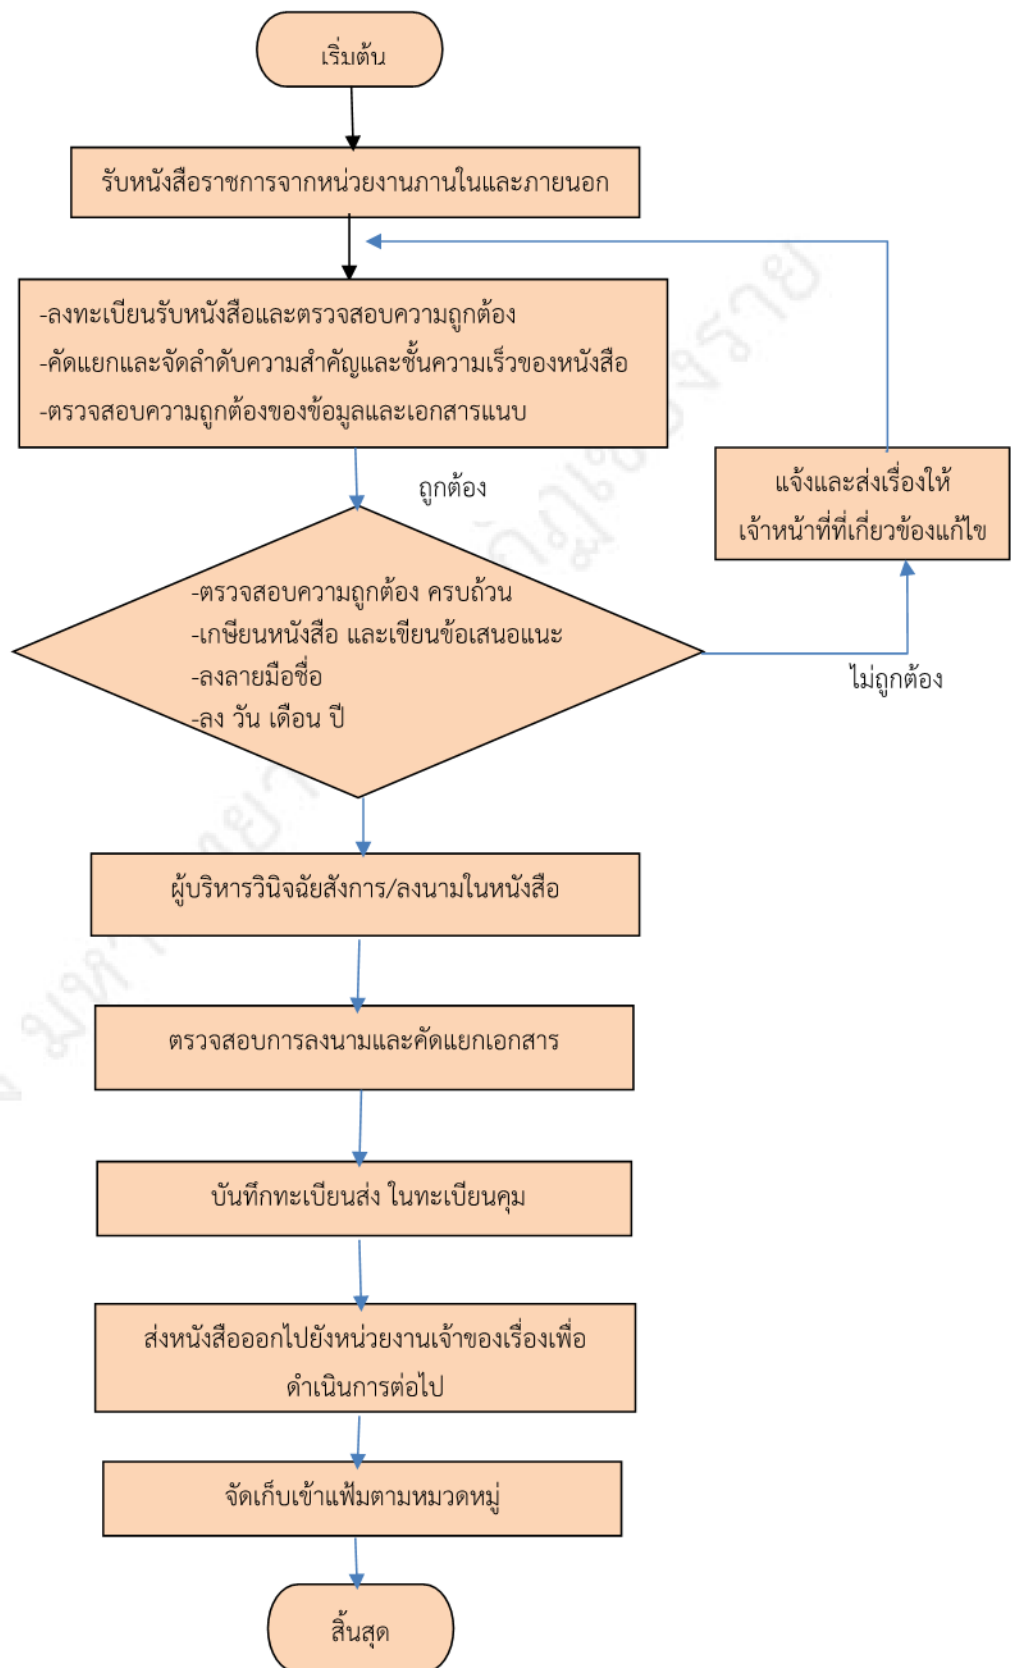 เริ่มต้น
รับหนังสือราชการจากหน่วยงานภานในและภายนอก
-ลงทะเบียนรับหนังสือและตรวจสอบความถูกต้อง
-คัดแยกและจัดลำดับความสำคัญและชั้นความเร็วของหนังสือ
-ตรวจสอบความถูกต้องของข้อมูลและเอกสารแนบ
แจ้งและส่งเรื่องให้
เจ้าหน้าที่ที่เกี่ยวข้องแก้ไข
ถูกต้อง
-ตรวจสอบความถูกต้อง ครบถ้วน
-เกษียนหนังสือ และเขียนข้อเสนอแนะ
-ลงลายมือชื่อ
-ลง วัน เดือน ปี
ไม่ถูกต้อง
ผู้บริหารวินิจฉัยสังการ/ลงนามในหนังสือ
ตรวจสอบการลงนามและคัดแยกเอกสาร
บันทึกทะเบียนส่ง ในทะเบียนคุม
ส่งหนังสือออกไปยังหน่วยงานเจ้าของเรื่องเพื่อ
ดำเนินการต่อไป
จัดเก็บเข้าแฟ้มตามหมวดหมู่
สิ้นสุด